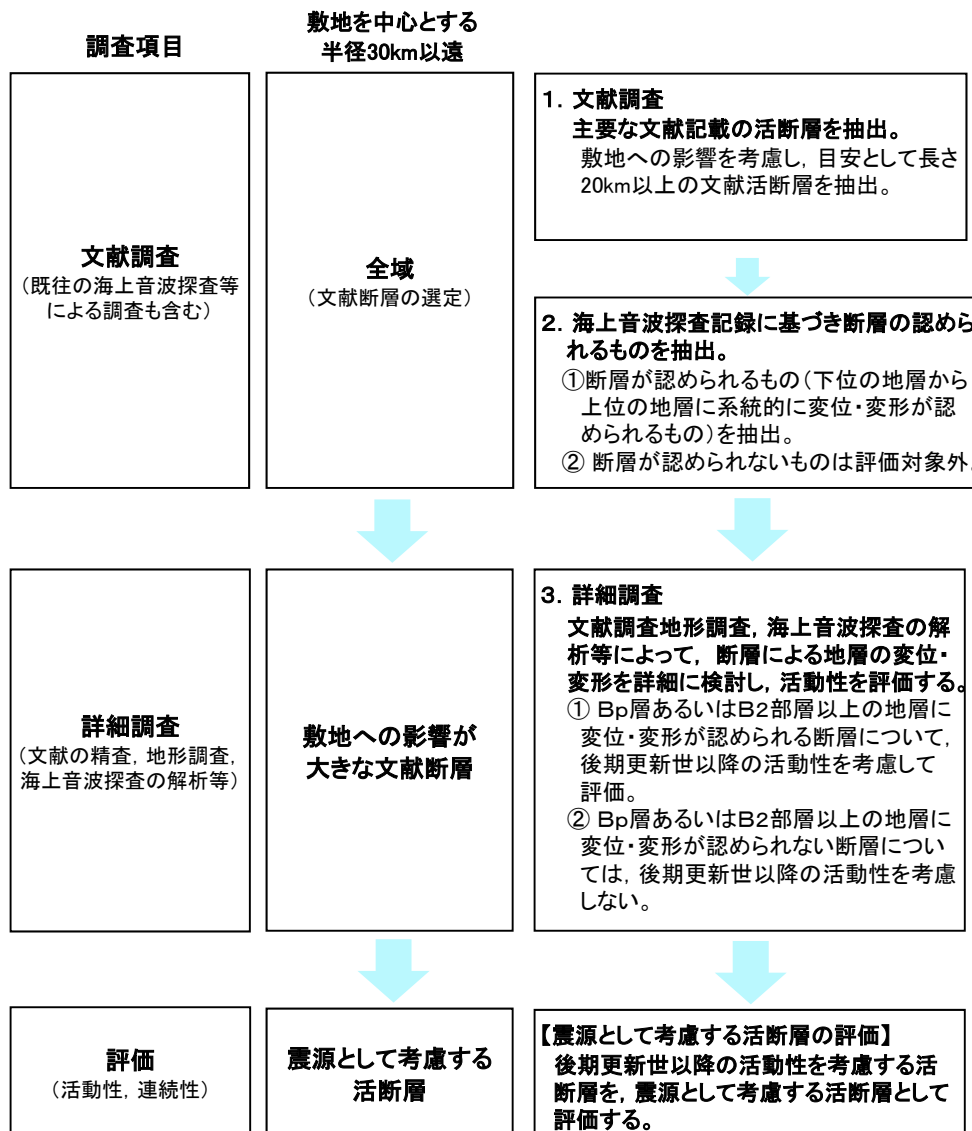 調査項目
敷地を中心とする
半径30km以遠
文献調査
（既往の海上音波探査等
による調査も含む）
全域
（文献断層の選定）
1．文献調査
主要な文献記載の活断層を抽出。
敷地への影響を考慮し，目安として長さ
20km以上の文献活断層を抽出。
2．海上音波探査記録に基づき断層の認めら
れるものを抽出。
①断層が認められるもの（下位の地層から
上位の地層に系統的に変位・変形が認
められるもの）を抽出。
② 断層が認められないものは評価対象外。
詳細調査
（文献の精査，地形調査，
海上音波探査の解析等）
敷地への影響が
大きな文献断層
3．詳細調査
文献調査地形調査，海上音波探査の解
析等によって， 断層による地層の変位・
変形を詳細に検討し，活動性を評価する。
① Bp層あるいはB2部層以上の地層に
変位・変形が認められる断層について，
後期更新世以降の活動性を考慮して
評価。
② Bp層あるいはB2部層以上の地層に
変位・変形が認められない断層につい
ては，後期更新世以降の活動性を考慮
しない。
評価
（活動性，連続性）
震源として考慮する
活断層
【震源として考慮する活断層の評価】
後期更新世以降の活動性を考慮する活
断層を，震源として考慮する活断層として
評価する。